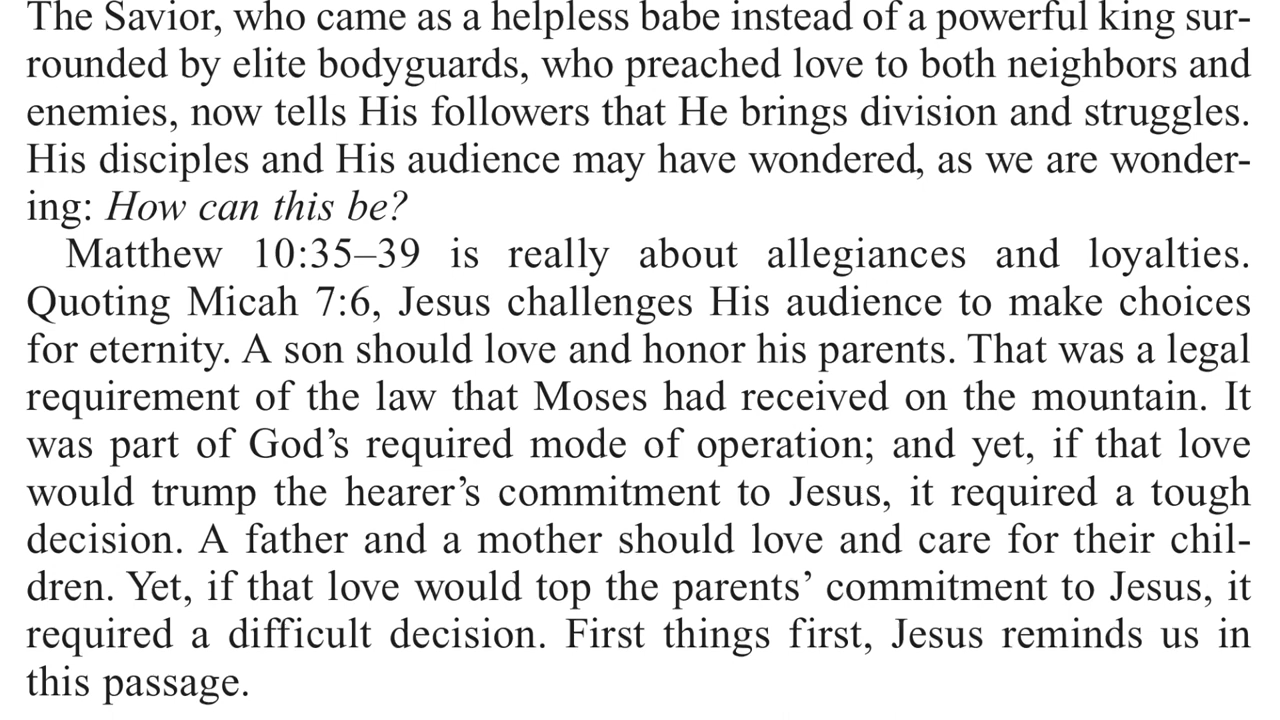 The Savior, who came as a helpless babe instead of a powerful king sur-
rounded by elite bodyguards, who preached love to both neighbors and
enemies, now tells His followers that He brings division and struggles.
His disciples and His audience may have wondered, as we are wonder-
ing: How can this be?
Matthew 10:35–39 is really about allegiances and loyalties.
Quoting Micah 7:6, Jesus challenges His audience to make choices
for eternity. A son should love and honor his parents. That was a legal
requirement of the law that Moses had received on the mountain. It
was part of God’s required mode of operation; and yet, if that love
would trump the hearer’s commitment to Jesus, it required a tough
decision. A father and a mother should love and care for their chil-
dren. Yet, if that love would top the parents’ commitment to Jesus, it
required a difficult decision. First things first, Jesus reminds us in
this passage.